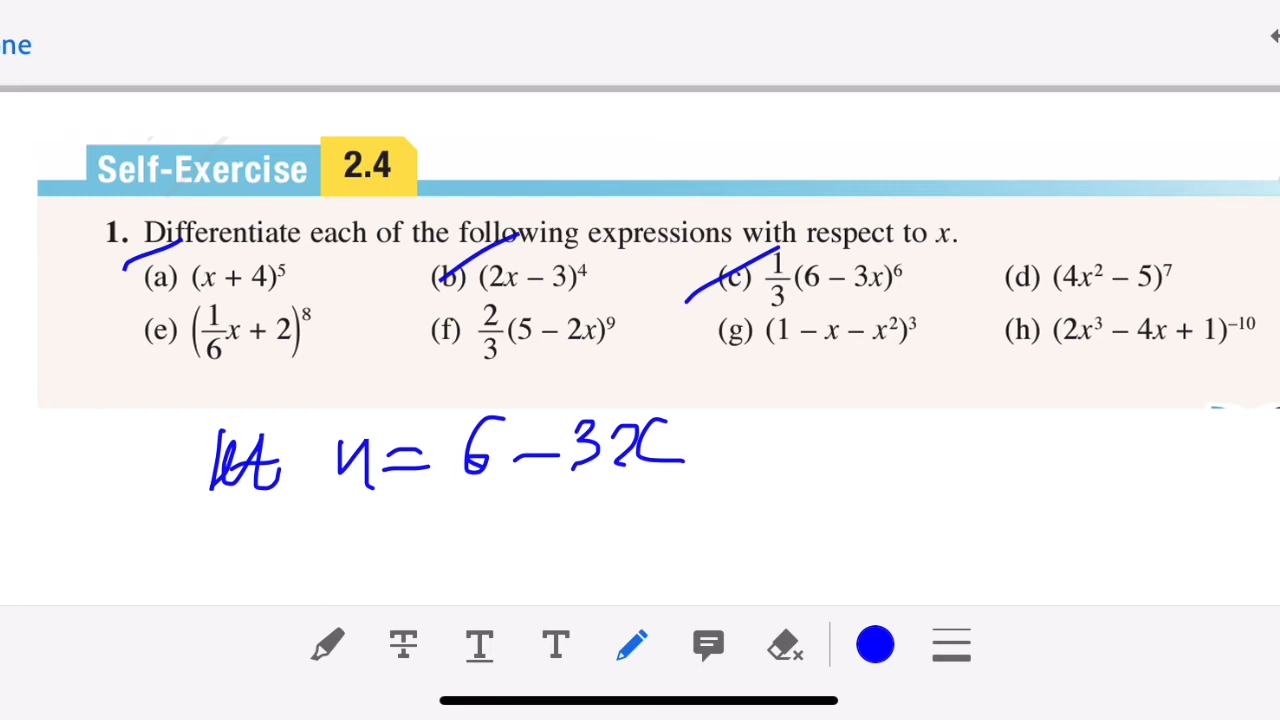 ne
Self-Exercise 2.4
1. Differentiate each of the following expressions with respect to x.
(a) (x + 4)⁵ (b) (2x – 3)⁴ (c) 1/3(6 – 3x)⁶ (d) (4x² – 5)⁷
(e) (1/6x + 2)⁸ (f) 2/3(5 – 2x)⁹ (g) (1 – x – x²)³ (h) (2x³ – 4x + 1)⁻¹⁰
let u = 6 – 3x
T T T